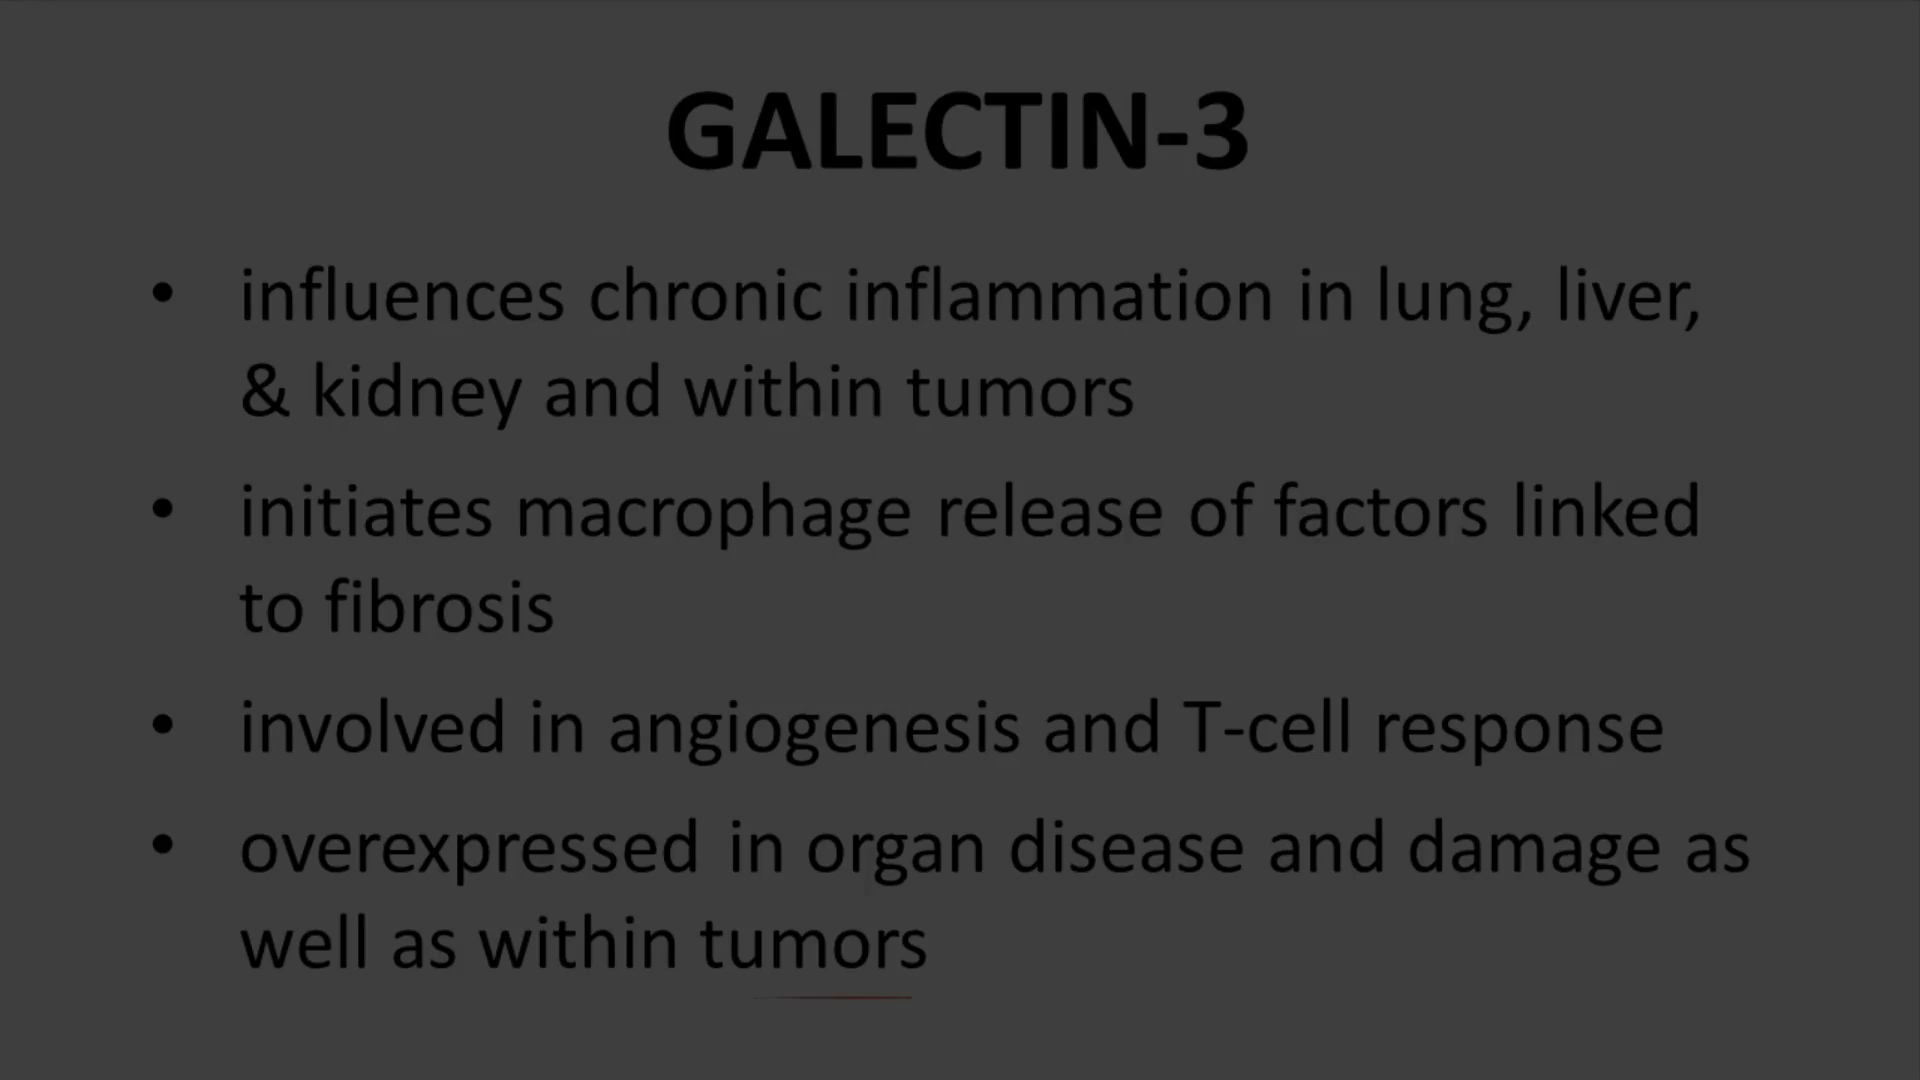 GALECTIN-3
• influences chronic inflammation in lung, liver,
& kidney and within tumors
• initiates macrophage release of factors linked
to fibrosis
• involved in angiogenesis and T-cell response
• overexpressed in organ disease and damage as
well as within tumors